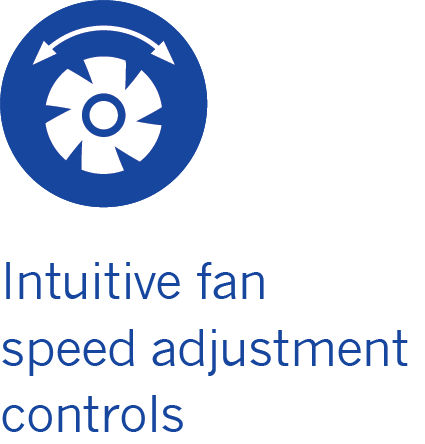 Intuitive fan
speed adjustment
controls